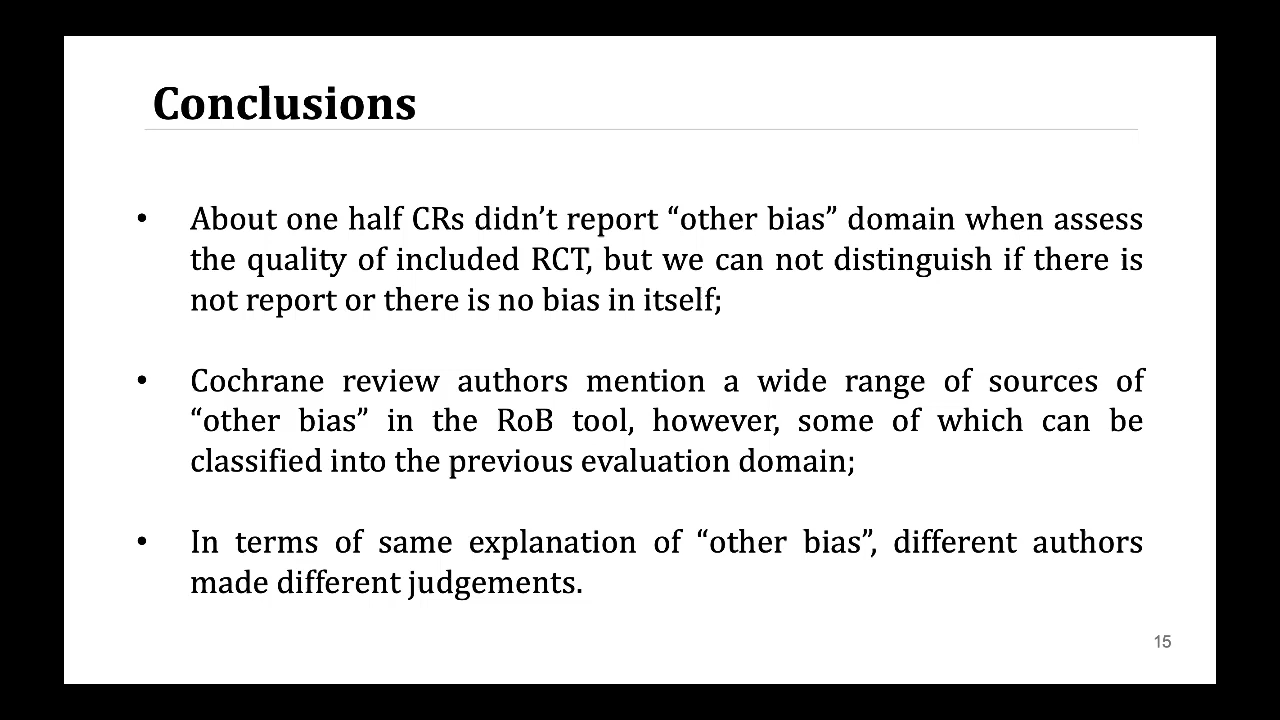 Conclusions
• About one half CRs didn’t report “other bias” domain when assess
the quality of included RCT, but we can not distinguish if there is
not report or there is no bias in itself;
• Cochrane review authors mention a wide range of sources of
“other bias” in the RoB tool, however, some of which can be
classified into the previous evaluation domain;
• In terms of same explanation of “other bias”, different authors
made different judgements.
15